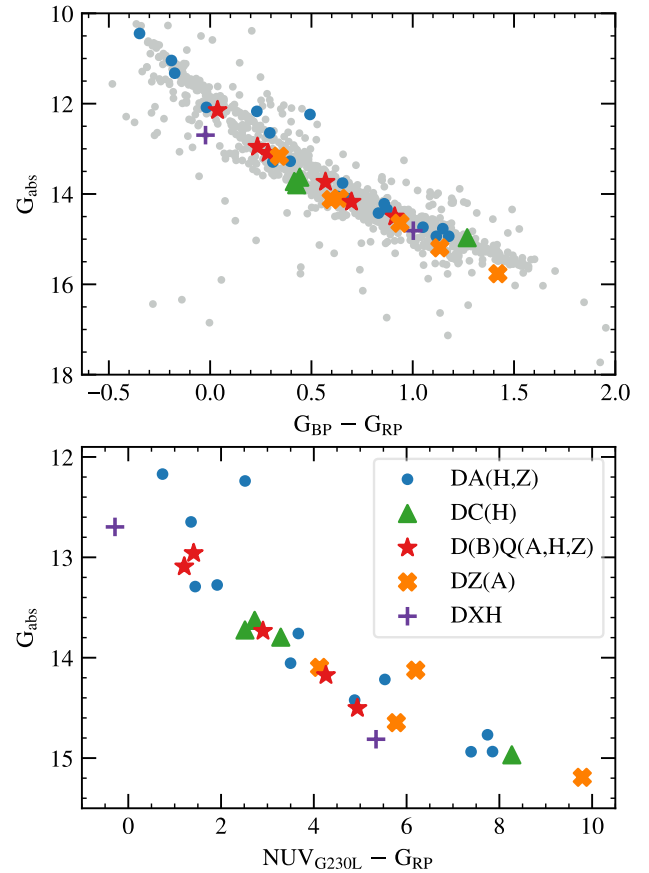 10
12
14
16
18
G_abs
−0.5 0.0 0.5 1.0 1.5 2.0
G_BP − G_RP
12
13
14
15
G_abs
DA(H,Z)
DC(H)
D(B)Q(A,H,Z)
DZ(A)
DXH
0 2 4 6 8 10
NUV_G230L − G_RP